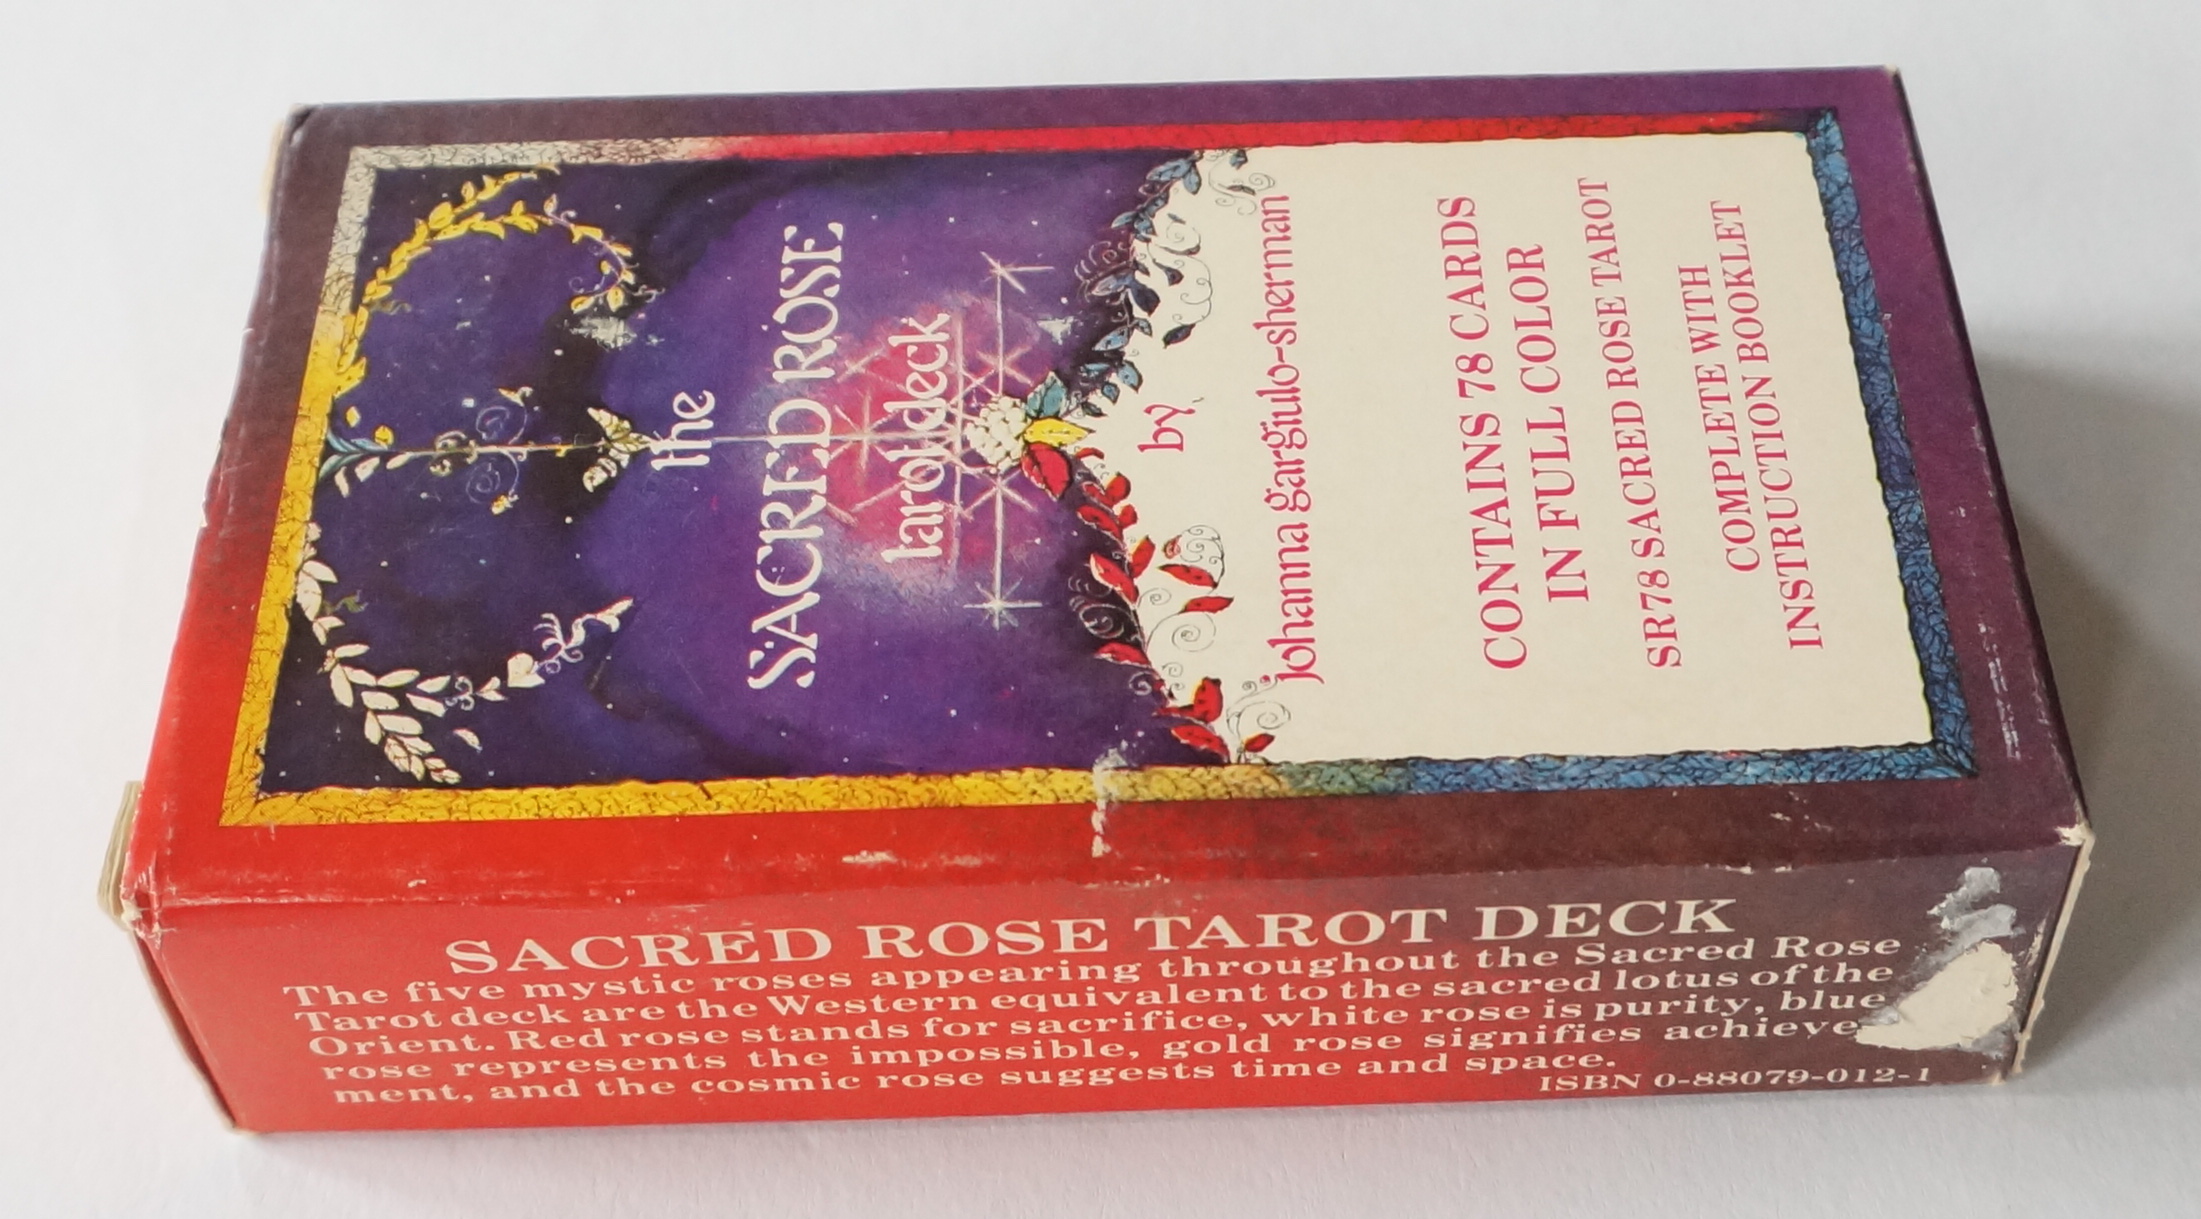 the
SACRED ROSE
tarot deck
by
johanna gargiulo-sherman
CONTAINS 78 CARDS
IN FULL COLOR
SR78 SACRED ROSE TAROT
COMPLETE WITH
INSTRUCTION BOOKLET
SACRED ROSE TAROT DECK
The five mystic roses appearing throughout the Sacred Rose
Tarot deck are the Western equivalent to the sacred lotus of the
Orient. Red rose stands for sacrifice, white rose is purity, blue
rose represents the impossible, gold rose signifies achieve
ment, and the cosmic rose suggests time and space.
ISBN 0-88079-012-1